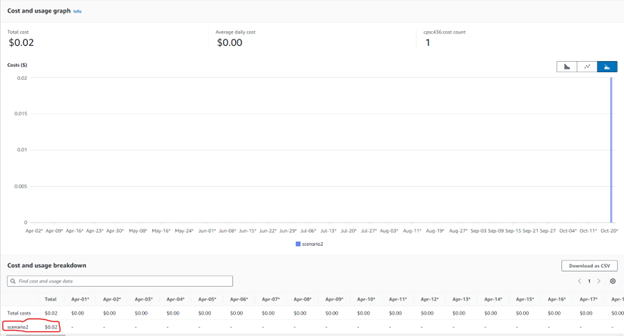 Cost and usage graph Info
Total cost Average daily cost cpsc436:cost count
$0.02 $0.00 1
Costs ($)
0.02
0.015
0.01
0.005
0
Apr-02* Apr-09* Apr-16* Apr-23* Apr-30* May-08* May-16* May-24* Jun-01* Jun-08* Jun-15* Jun-22* Jun-29* Jul-06* Jul-13* Jul-20* Jul-27* Aug-03* Aug-11* Aug-19* Aug-27* Sep-03 Sep-09 Sep-15 Sep-21 Sep-27 Oct-04* Oct-11* Oct-20*
scenario2
Cost and usage breakdown Download as CSV
Find cost and usage data 1
Total Apr-01* Apr-02* Apr-03* Apr-04* Apr-05* Apr-06* Apr-07* Apr-08* Apr-09* Apr-10* Apr-11* Apr-12* Apr-13* Apr-14* Apr-15* Apr-16* Apr-17* Apr-1
Total costs $0.02 $0.00 $0.00 $0.00 $0.00 $0.00 $0.00 $0.00 $0.00 $0.00 $0.00 $0.00 $0.00 $0.00 $0.00 $0.00 $0.00 $0.00 $0.00
scenario2 $0.02 - - - - - - - - - - - - - - - - - -